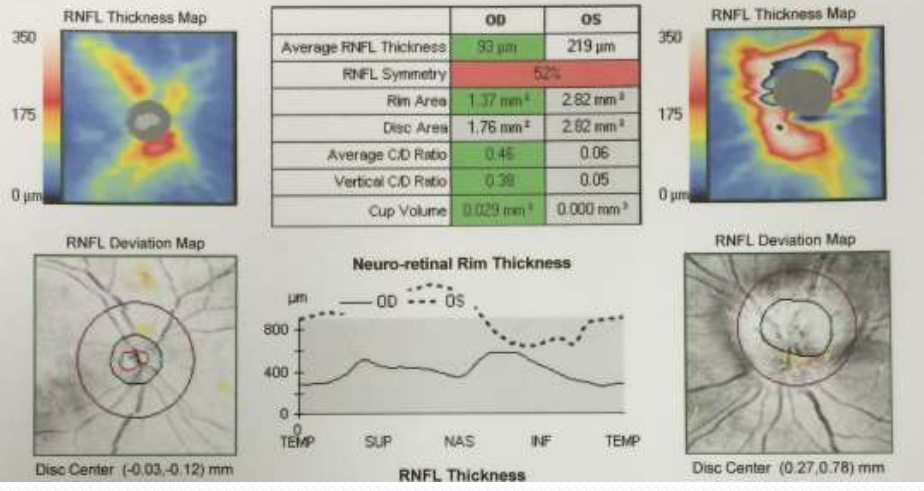 RNFL Thickness Map
350
175
0 µm
OD OS
Average RNFL Thickness 93 µm 219 µm
RNFL Symmetry 52%
Rim Area 1.37 mm² 2.82 mm²
Disc Area 1.76 mm² 2.82 mm²
Average C/D Ratio 0.46 0.06
Vertical C/D Ratio 0.38 0.05
Cup Volume 0.029 mm³ 0.000 mm³
RNFL Thickness Map
350
175
0 µm
RNFL Deviation Map
Disc Center (-0.03,-0.12) mm
Neuro-retinal Rim Thickness
µm
OD OS
800
400
0
0
TEMP SUP NAS INF TEMP
RNFL Thickness
RNFL Deviation Map
Disc Center (0.27,0.78) mm